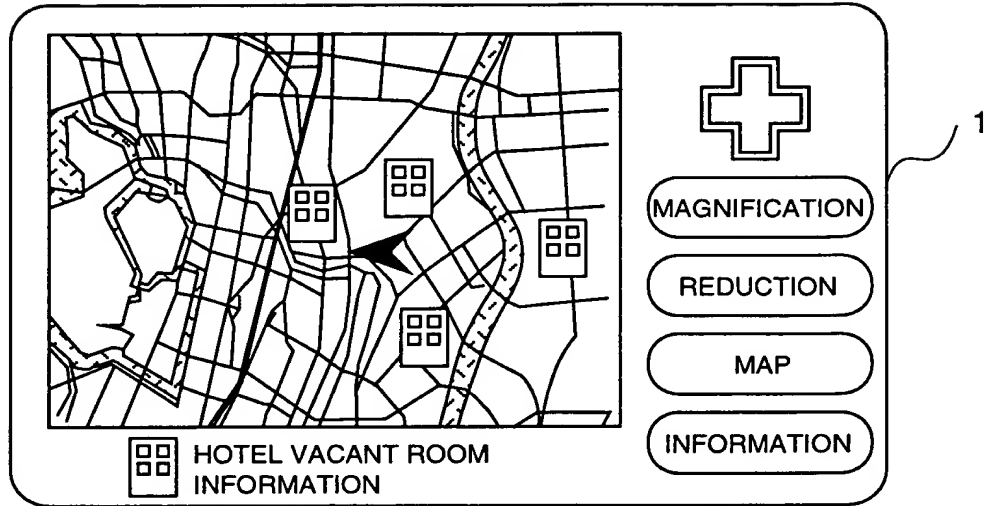 1
MAGNIFICATION
REDUCTION
MAP
INFORMATION
HOTEL VACANT ROOM
INFORMATION